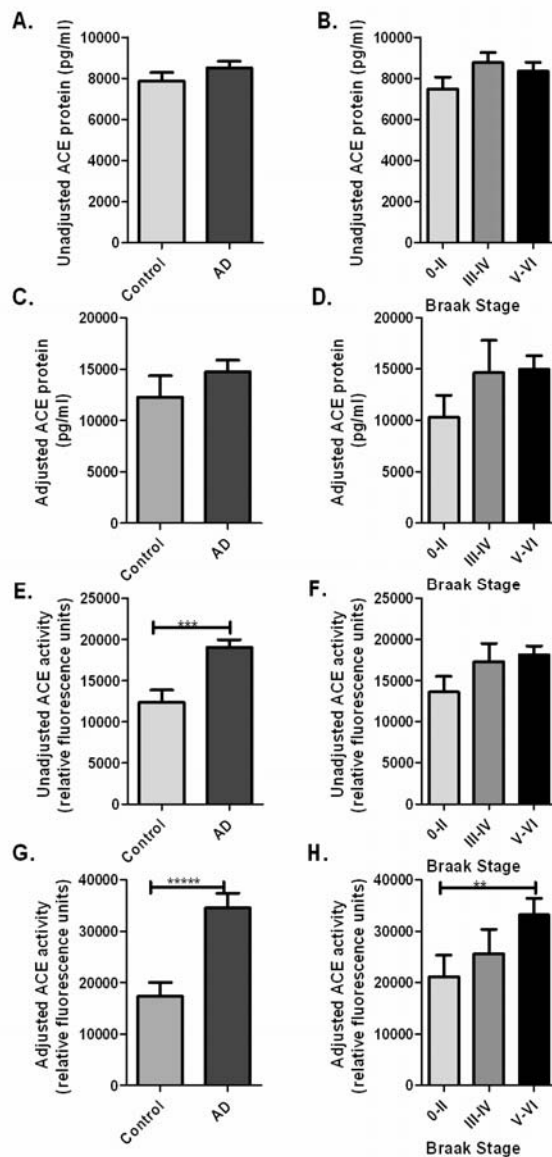 A.
Unadjusted ACE protein (pg/ml)
10000
8000
6000
4000
2000
0
Control
AD
B.
Unadjusted ACE protein (pg/ml)
10000
8000
6000
4000
2000
0
0-II
III-IV
V-VI
Braak Stage
C.
Adjusted ACE protein
(pg/ml)
20000
15000
10000
5000
0
Control
AD
D.
Adjusted ACE protein
(pg/ml)
20000
15000
10000
5000
0
0-II
III-IV
V-VI
Braak Stage
E.
Unadjusted ACE activity
(relative fluorescence units)
25000
20000
15000
10000
5000
0
***
Control
AD
F.
Unadjusted ACE activity
(relative fluorescence units)
25000
20000
15000
10000
5000
0
0-II
III-IV
V-VI
Braak Stage
G.
Adjusted ACE activity
(relative fluorescence units)
40000
30000
20000
10000
0
*****
Control
AD
H.
Adjusted ACE activity
(relative fluorescence units)
40000
30000
20000
10000
0
**
0-II
III-IV
V-VI
Braak Stage